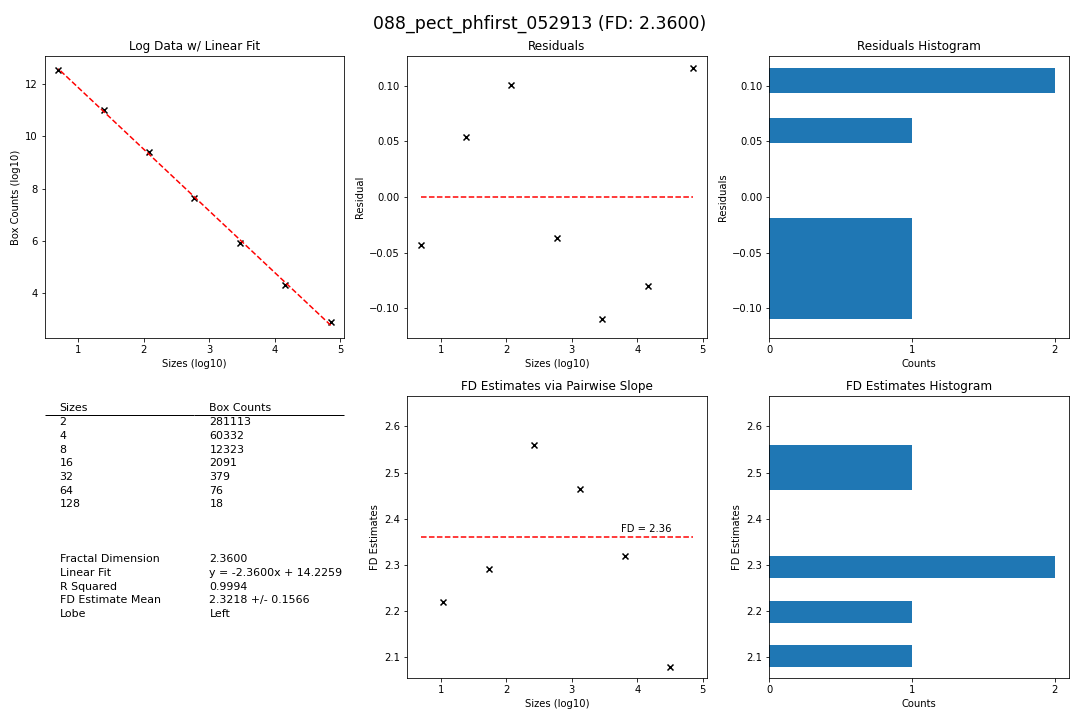 088_pect_phfirst_052913 (FD: 2.3600)
Log Data w/ Linear Fit
Box Counts (log10)
12
10
8
6
4
1 2 3 4 5
Sizes (log10)
Residuals
Residual
0.10
0.05
0.00
−0.05
−0.10
1 2 3 4 5
Sizes (log10)
Residuals Histogram
Residuals
0.10
0.05
0.00
−0.05
−0.10
0 1 2
Counts
Sizes Box Counts
2 281113
4 60332
8 12323
16 2091
32 379
64 76
128 18
Fractal Dimension 2.3600
Linear Fit y = -2.3600x + 14.2259
R Squared 0.9994
FD Estimate Mean 2.3218 +/- 0.1566
Lobe Left
FD Estimates via Pairwise Slope
FD Estimates
2.6
2.5
2.4
2.3
2.2
2.1
FD = 2.36
1 2 3 4 5
Sizes (log10)
FD Estimates Histogram
FD Estimates
2.6
2.5
2.4
2.3
2.2
2.1
0 1 2
Counts